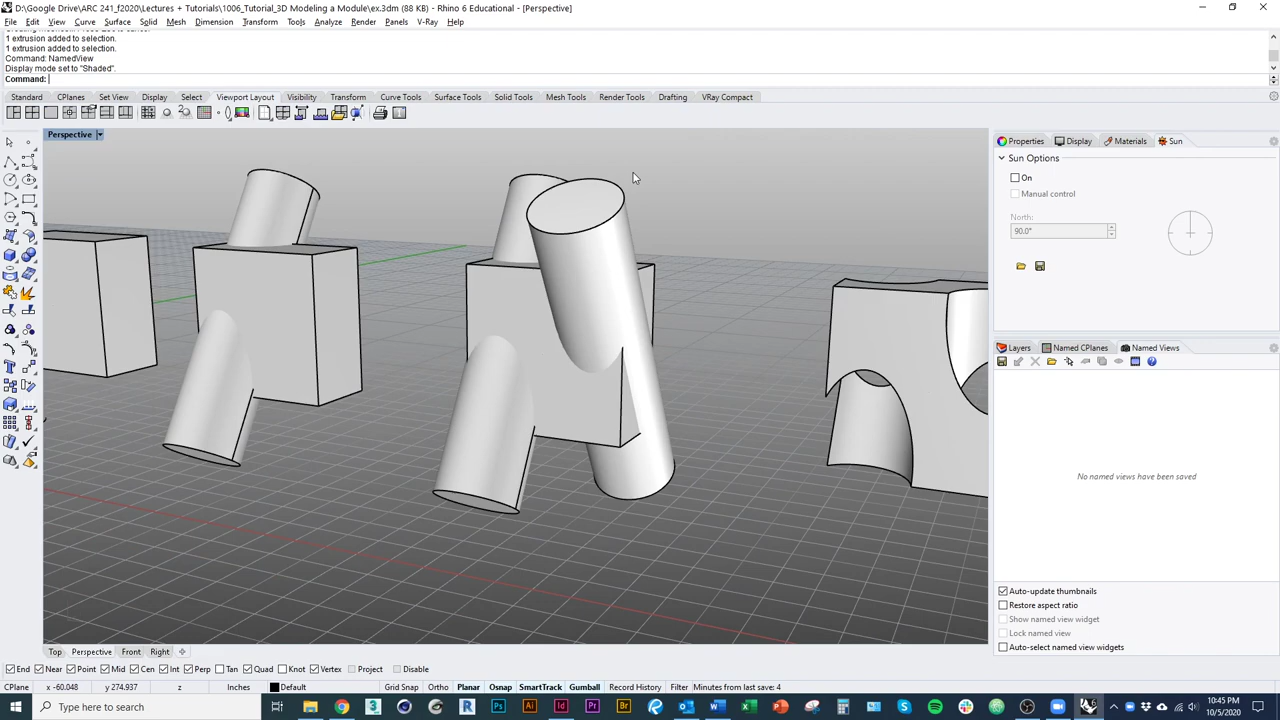 D:\Google Drive\ARC 241_f2020\Lectures + Tutorials\1006_Tutorial_3D Modeling a Module\ex.3dm (88 KB) - Rhino 6 Educational - [Perspective]
File Edit View Curve Surface Solid Mesh Dimension Transform Tools Analyze Render Panels V-Ray Help
1 extrusion added to selection.
1 extrusion added to selection.
Command: NamedView
Display mode set to "Shaded".
Command:
Standard CPlanes Set View Display Select Viewport Layout Visibility Transform Curve Tools Surface Tools Solid Tools Mesh Tools Render Tools Drafting VRay Compact
Perspective
Properties Display Materials Sun
Sun Options
On
Manual control
North:
90.0°
Layers Named CPlanes Named Views
No named views have been saved
Auto-update thumbnails
Restore aspect ratio
Show named view widget
Lock named view
Auto-select named view widgets
Top Perspective Front Right
End Near Point Mid Cen Int Perp Tan Quad Knot Vertex Project Disable
CPlane x -60.048 y 274.937 z Inches Default Grid Snap Ortho Planar Osnap SmartTrack Gumball Record History Filter Minutes from last save: 4
Type here to search
10:45 PM
10/5/2020